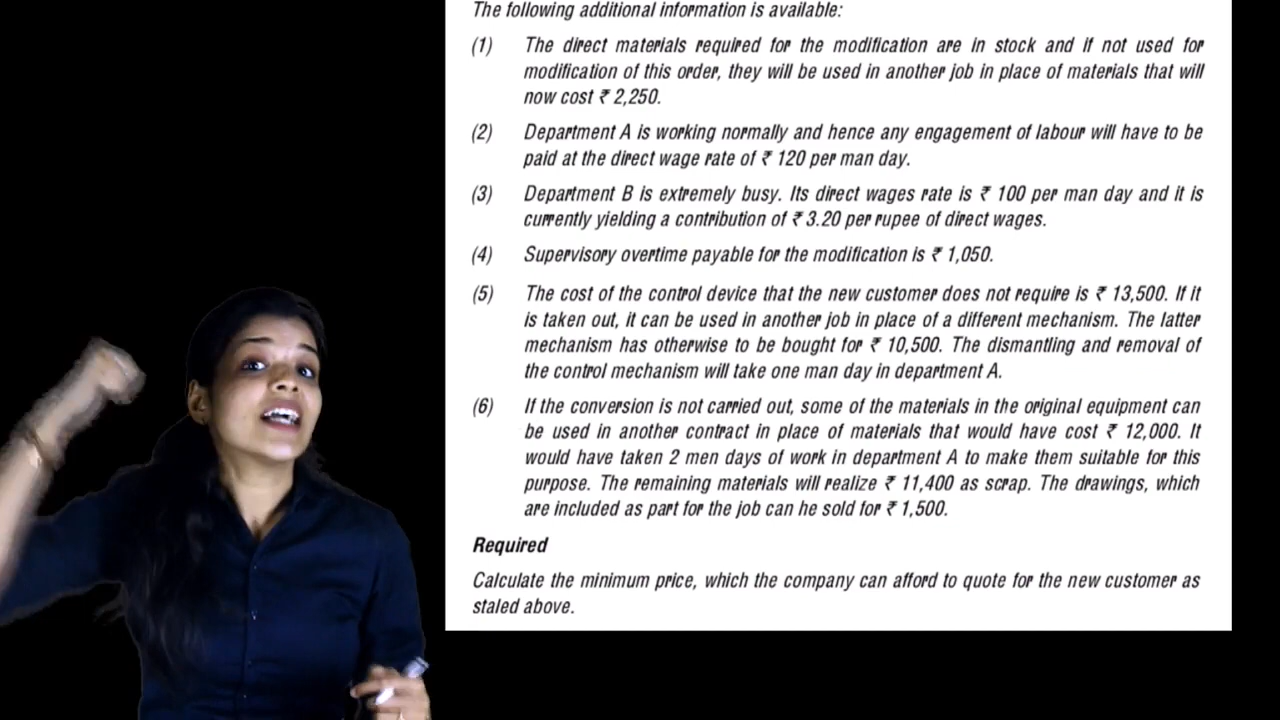 The following additional information is available:
(1) The direct materials required for the modification are in stock and if not used for
modification of this order, they will be used in another job in place of materials that will
now cost ₹ 2,250.
(2) Department A is working normally and hence any engagement of labour will have to be
paid at the direct wage rate of ₹ 120 per man day.
(3) Department B is extremely busy. Its direct wages rate is ₹ 100 per man day and it is
currently yielding a contribution of ₹ 3.20 per rupee of direct wages.
(4) Supervisory overtime payable for the modification is ₹ 1,050.
(5) The cost of the control device that the new customer does not require is ₹ 13,500. If it
is taken out, it can be used in another job in place of a different mechanism. The latter
mechanism has otherwise to be bought for ₹ 10,500. The dismantling and removal of
the control mechanism will take one man day in department A.
(6) If the conversion is not carried out, some of the materials in the original equipment can
be used in another contract in place of materials that would have cost ₹ 12,000. It
would have taken 2 men days of work in department A to make them suitable for this
purpose. The remaining materials will realize ₹ 11,400 as scrap. The drawings, which
are included as part for the job can he sold for ₹ 1,500.
Required
Calculate the minimum price, which the company can afford to quote for the new customer as
staled above.